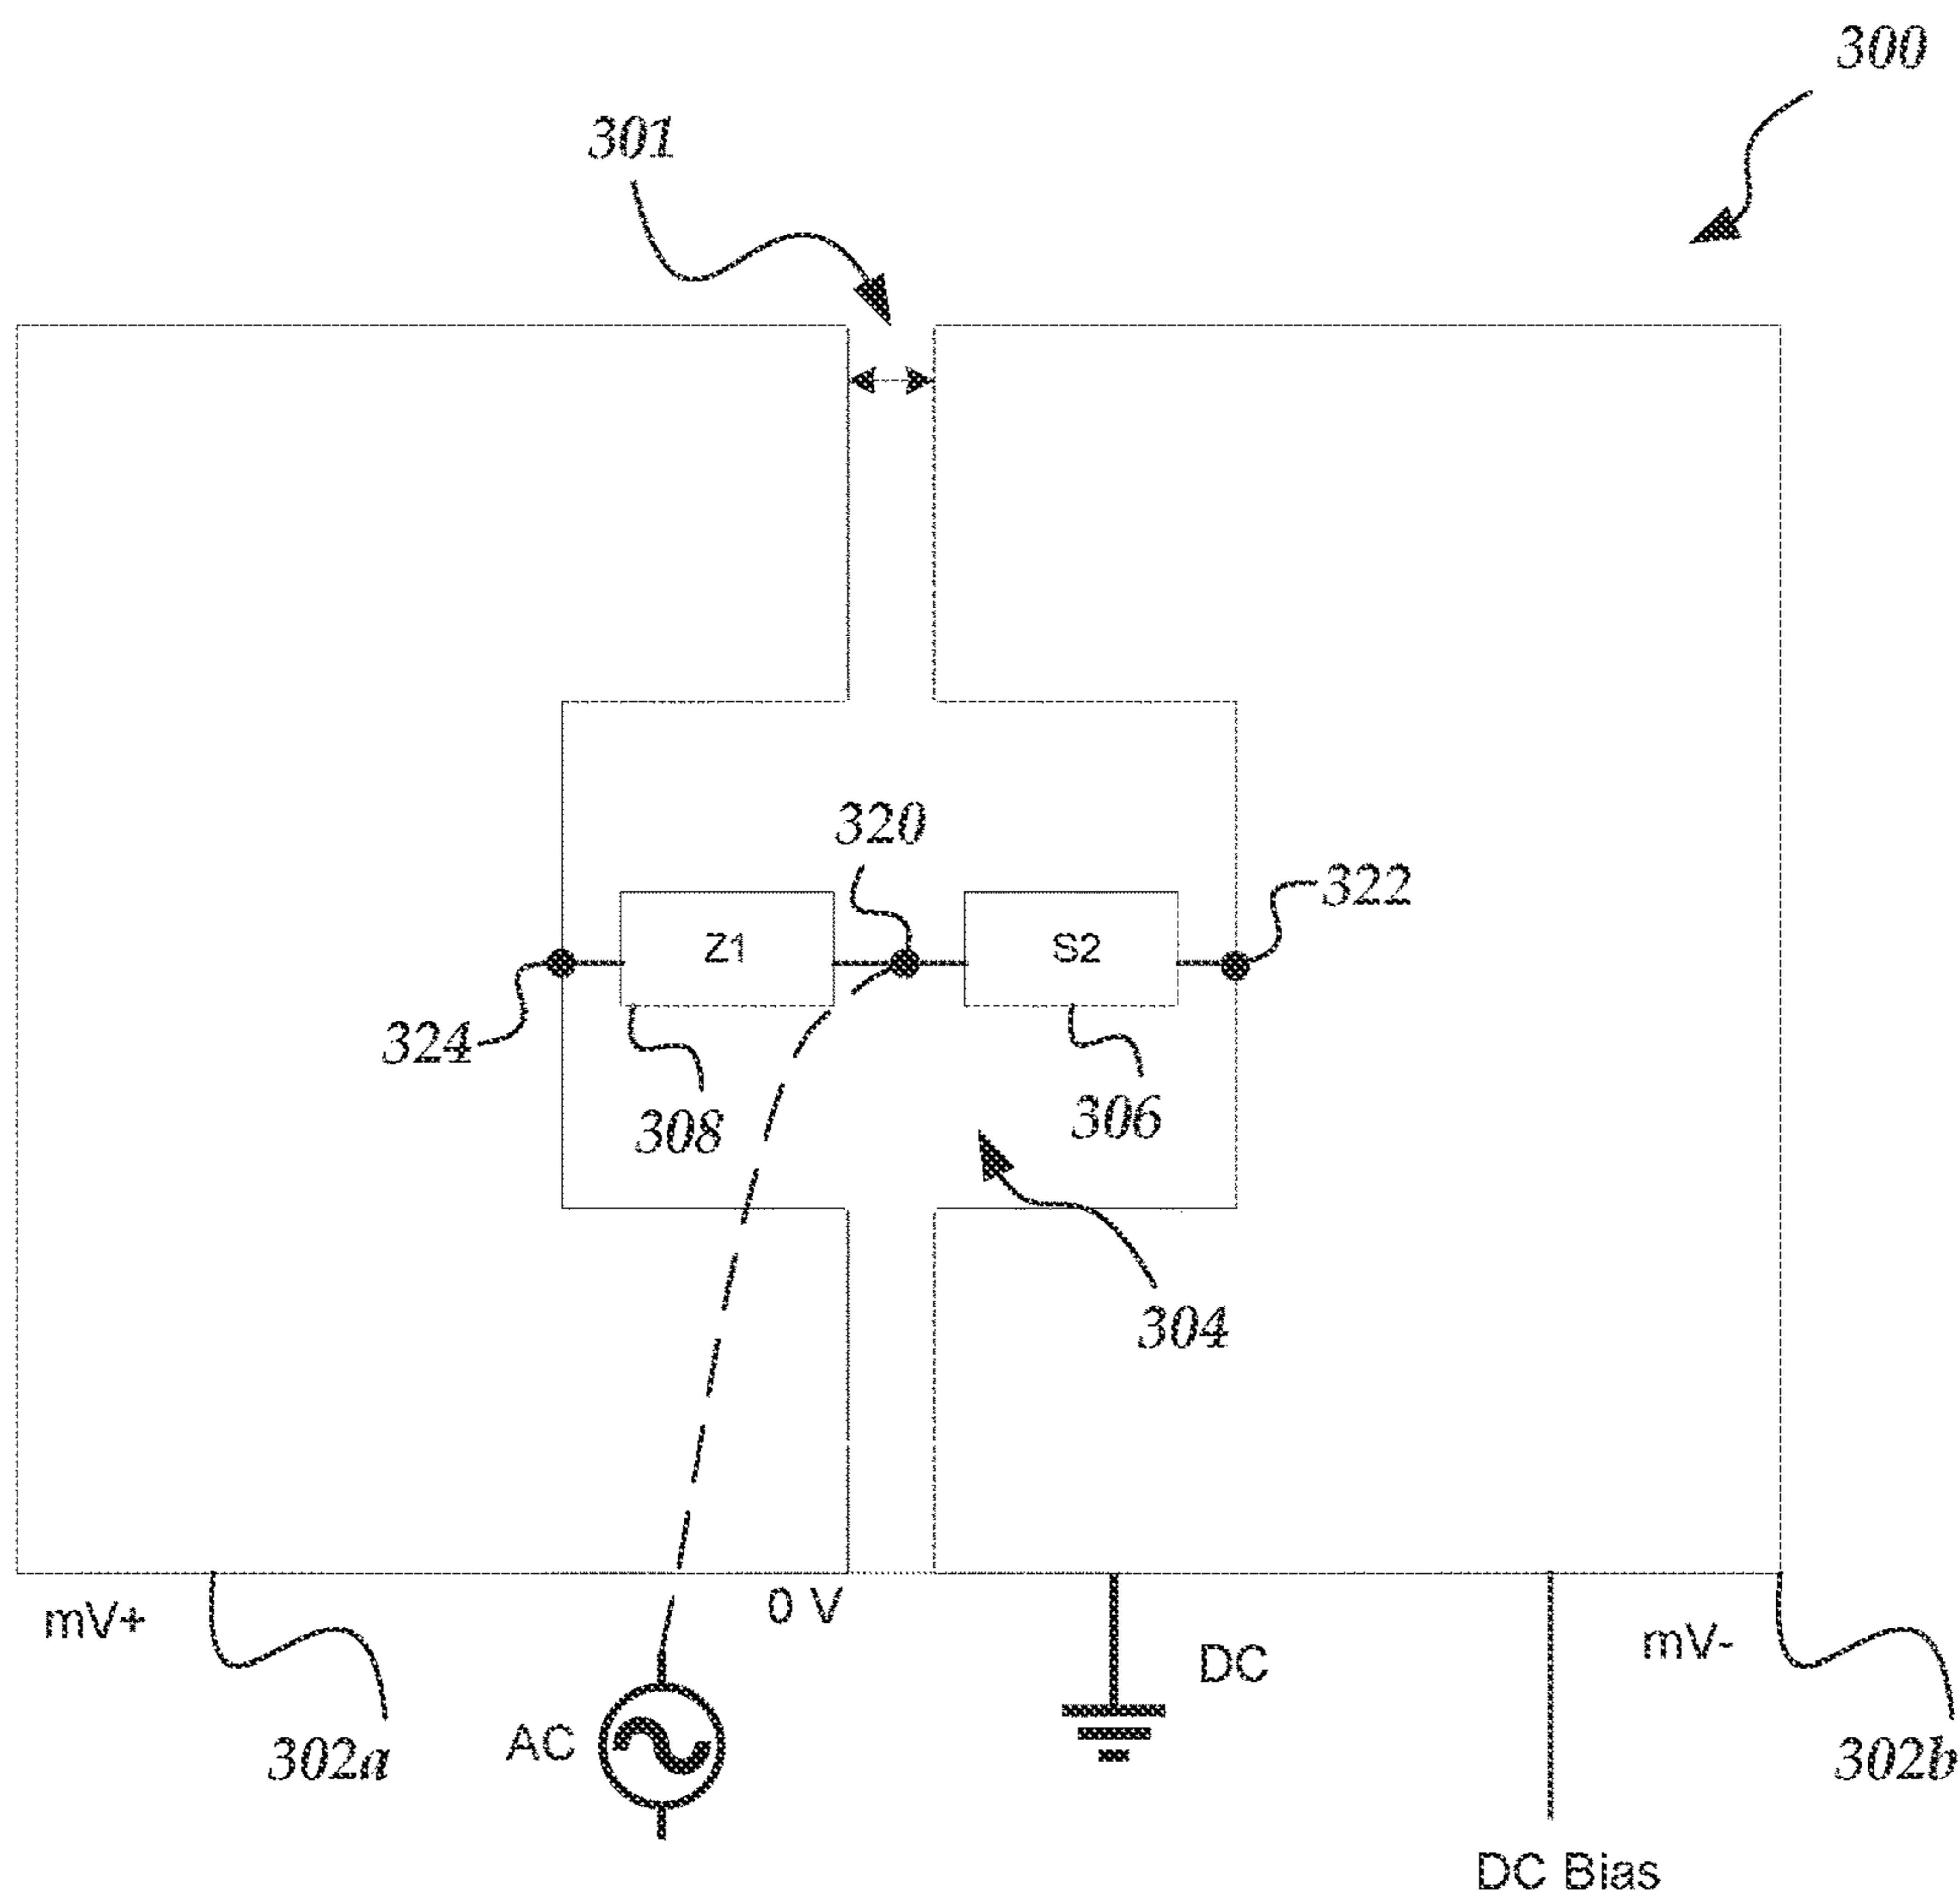 300
301
320
322
Z1
S2
324
308
306
304
0 V
mV+
mV-
DC
AC
302a
302b
DC Bias